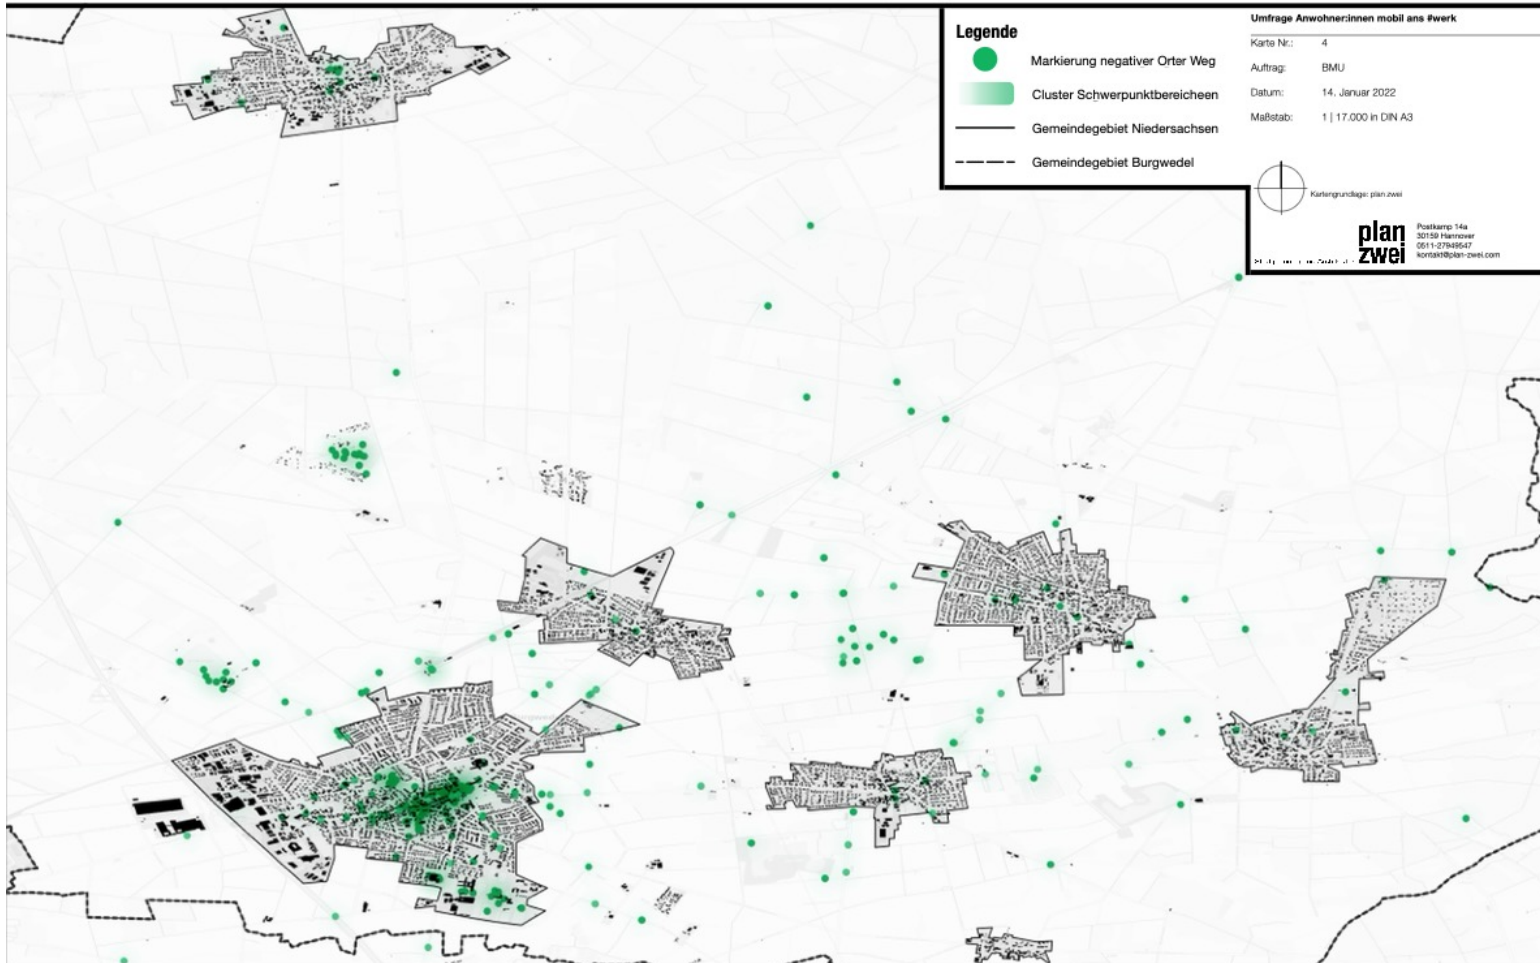 Legende
Markierung negativer Orter Weg
Cluster Schwerpunktbereicheen
Gemeindegebiet Niedersachsen
Gemeindegebiet Burgwedel
Umfrage Anwohner:innen mobil ans #werk
Karte Nr.: 4
Auftrag: BMU
Datum: 14. Januar 2022
Maßstab: 1 | 17.000 in DIN A3
Kartengrundlage: plan zwei
plan
zwei
Postkamp 14a
30159 Hannover
0511-27949547
kontakt@plan-zwei.com